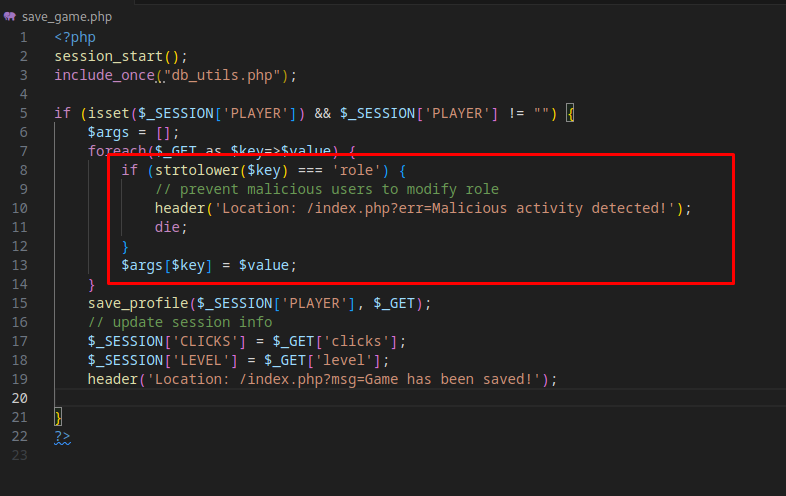 save_game.php
1 <?php
2 session_start();
3 include_once("db_utils.php");
4
5 if (isset($_SESSION['PLAYER']) && $_SESSION['PLAYER'] != "") {
6 $args = [];
7 foreach($_GET as $key=>$value) {
8 if (strtolower($key) === 'role') {
9 // prevent malicious users to modify role
10 header('Location: /index.php?err=Malicious activity detected!');
11 die;
12 }
13 $args[$key] = $value;
14 }
15 save_profile($_SESSION['PLAYER'], $_GET);
16 // update session info
17 $_SESSION['CLICKS'] = $_GET['clicks'];
18 $_SESSION['LEVEL'] = $_GET['level'];
19 header('Location: /index.php?msg=Game has been saved!');
20
21 }
22 ?>
23